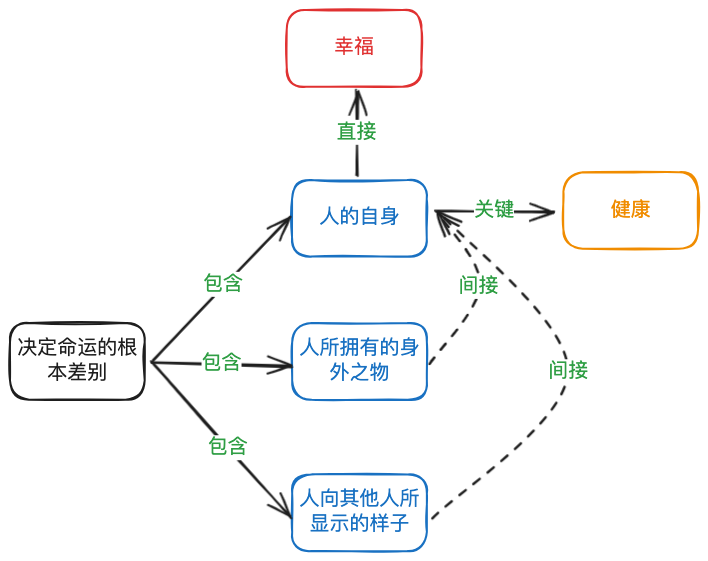 幸福
直接
人的自身
关键
健康
包含
间接
决定命运的根
本差别
包含
人所拥有的身
外之物
间接
包含
人向其他人所
显示的样子